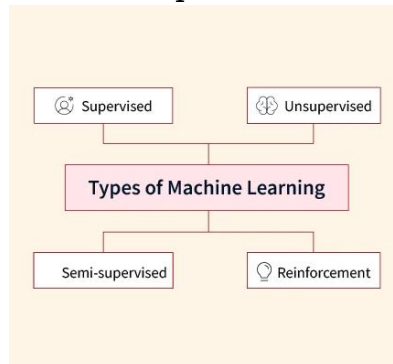 Supervised
Unsupervised
Types of Machine Learning
Semi-supervised
Reinforcement